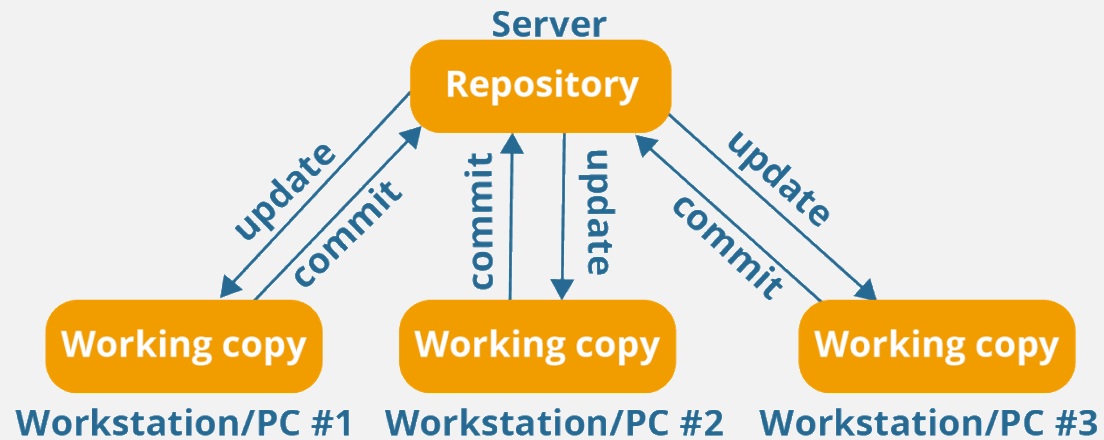 Server
Repository
update
commit
commit
update
commit
update
Working copy
Working copy
Working copy
Workstation/PC #1
Workstation/PC #2
Workstation/PC #3